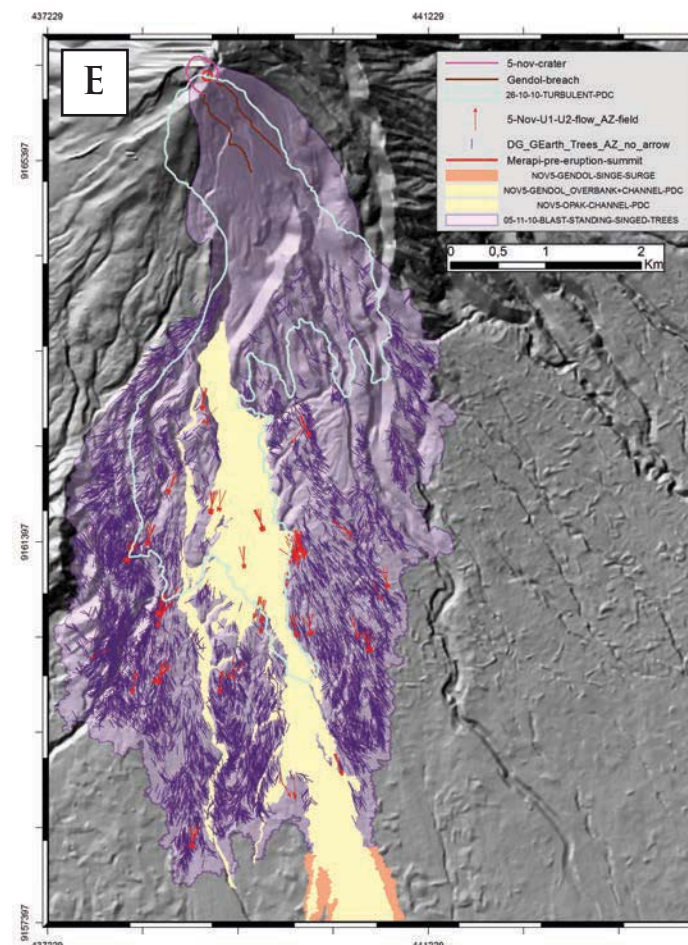 437229
441229
E
5-nov-crater
Gendol-breach
26-10-10-TURBULENT-PDC
5-Nov-U1-U2-flow_AZ-field
DG_GEarth_Trees_AZ_no_arrow
Merapi-pre-eruption-summit
NOV5-GENDOL-SINGE-SURGE
NOV5-GENDOL_OVERBANK+CHANNEL-PDC
NOV5-OPAK-CHANNEL-PDC
05-11-10-BLAST-STANDING-SINGED-TREES
0 0,5 1 2
Km
9165397
9161397
9157397